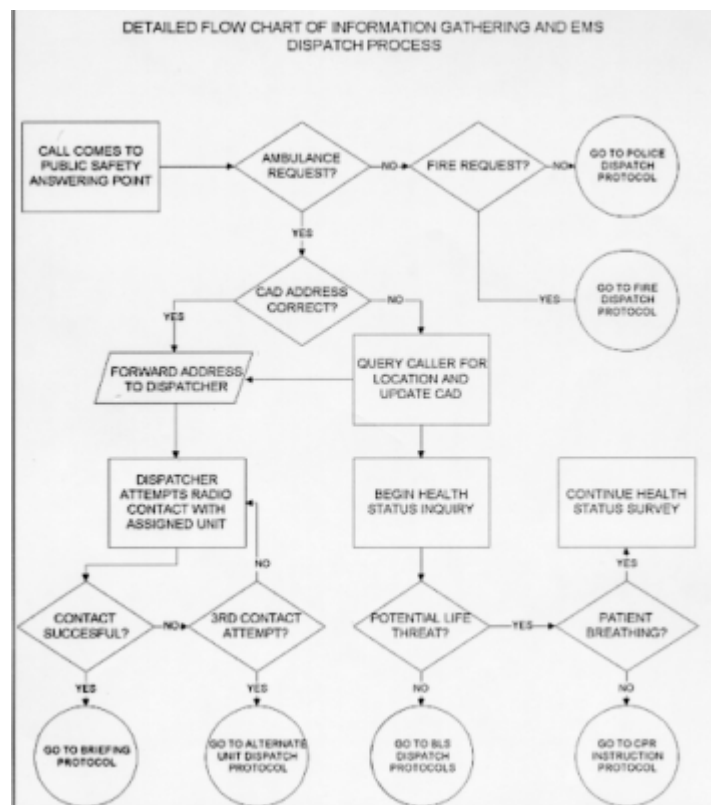 DETAILED FLOW CHART OF INFORMATION GATHERING AND EMS
DISPATCH PROCESS
CALL COMES TO
PUBLIC SAFETY
ANSWERING POINT
AMBULANCE
REQUEST?
NO
FIRE REQUEST?
NO
GO TO POLICE
DISPATCH
PROTOCOL
YES
CAD ADDRESS
CORRECT?
YES
NO
YES
GO TO FIRE
DISPATCH
PROTOCOL
FORWARD ADDRESS
TO DISPATCHER
QUERY CALLER FOR
LOCATION AND
UPDATE CAD
DISPATCHER
ATTEMPTS RADIO
CONTACT WITH
ASSIGNED UNIT
BEGIN HEALTH
STATUS INQUIRY
CONTINUE HEALTH
STATUS SURVEY
NO
YES
CONTACT
SUCCESFUL?
NO
3RD CONTACT
ATTEMPT?
POTENTIAL LIFE
THREAT?
YES
PATIENT
BREATHING?
YES
YES
NO
NO
GO TO BRIEFING
PROTOCOL
GO TO ALTERNATE
UNIT DISPATCH
PROTOCOL
GO TO BLS
DISPATCH
PROTOCOLS
GO TO CPR
INSTRUCTION
PROTOCOL